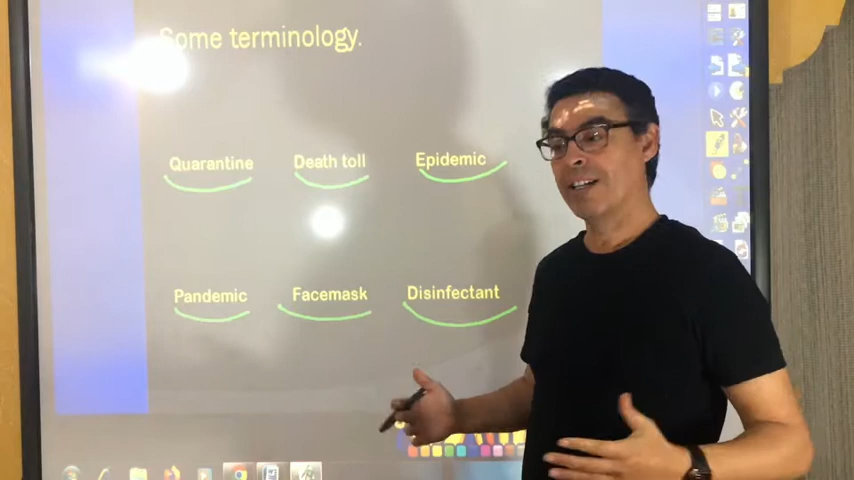 Some terminology.
Quarantine Death toll Epidemic
Pandemic Facemask Disinfectant